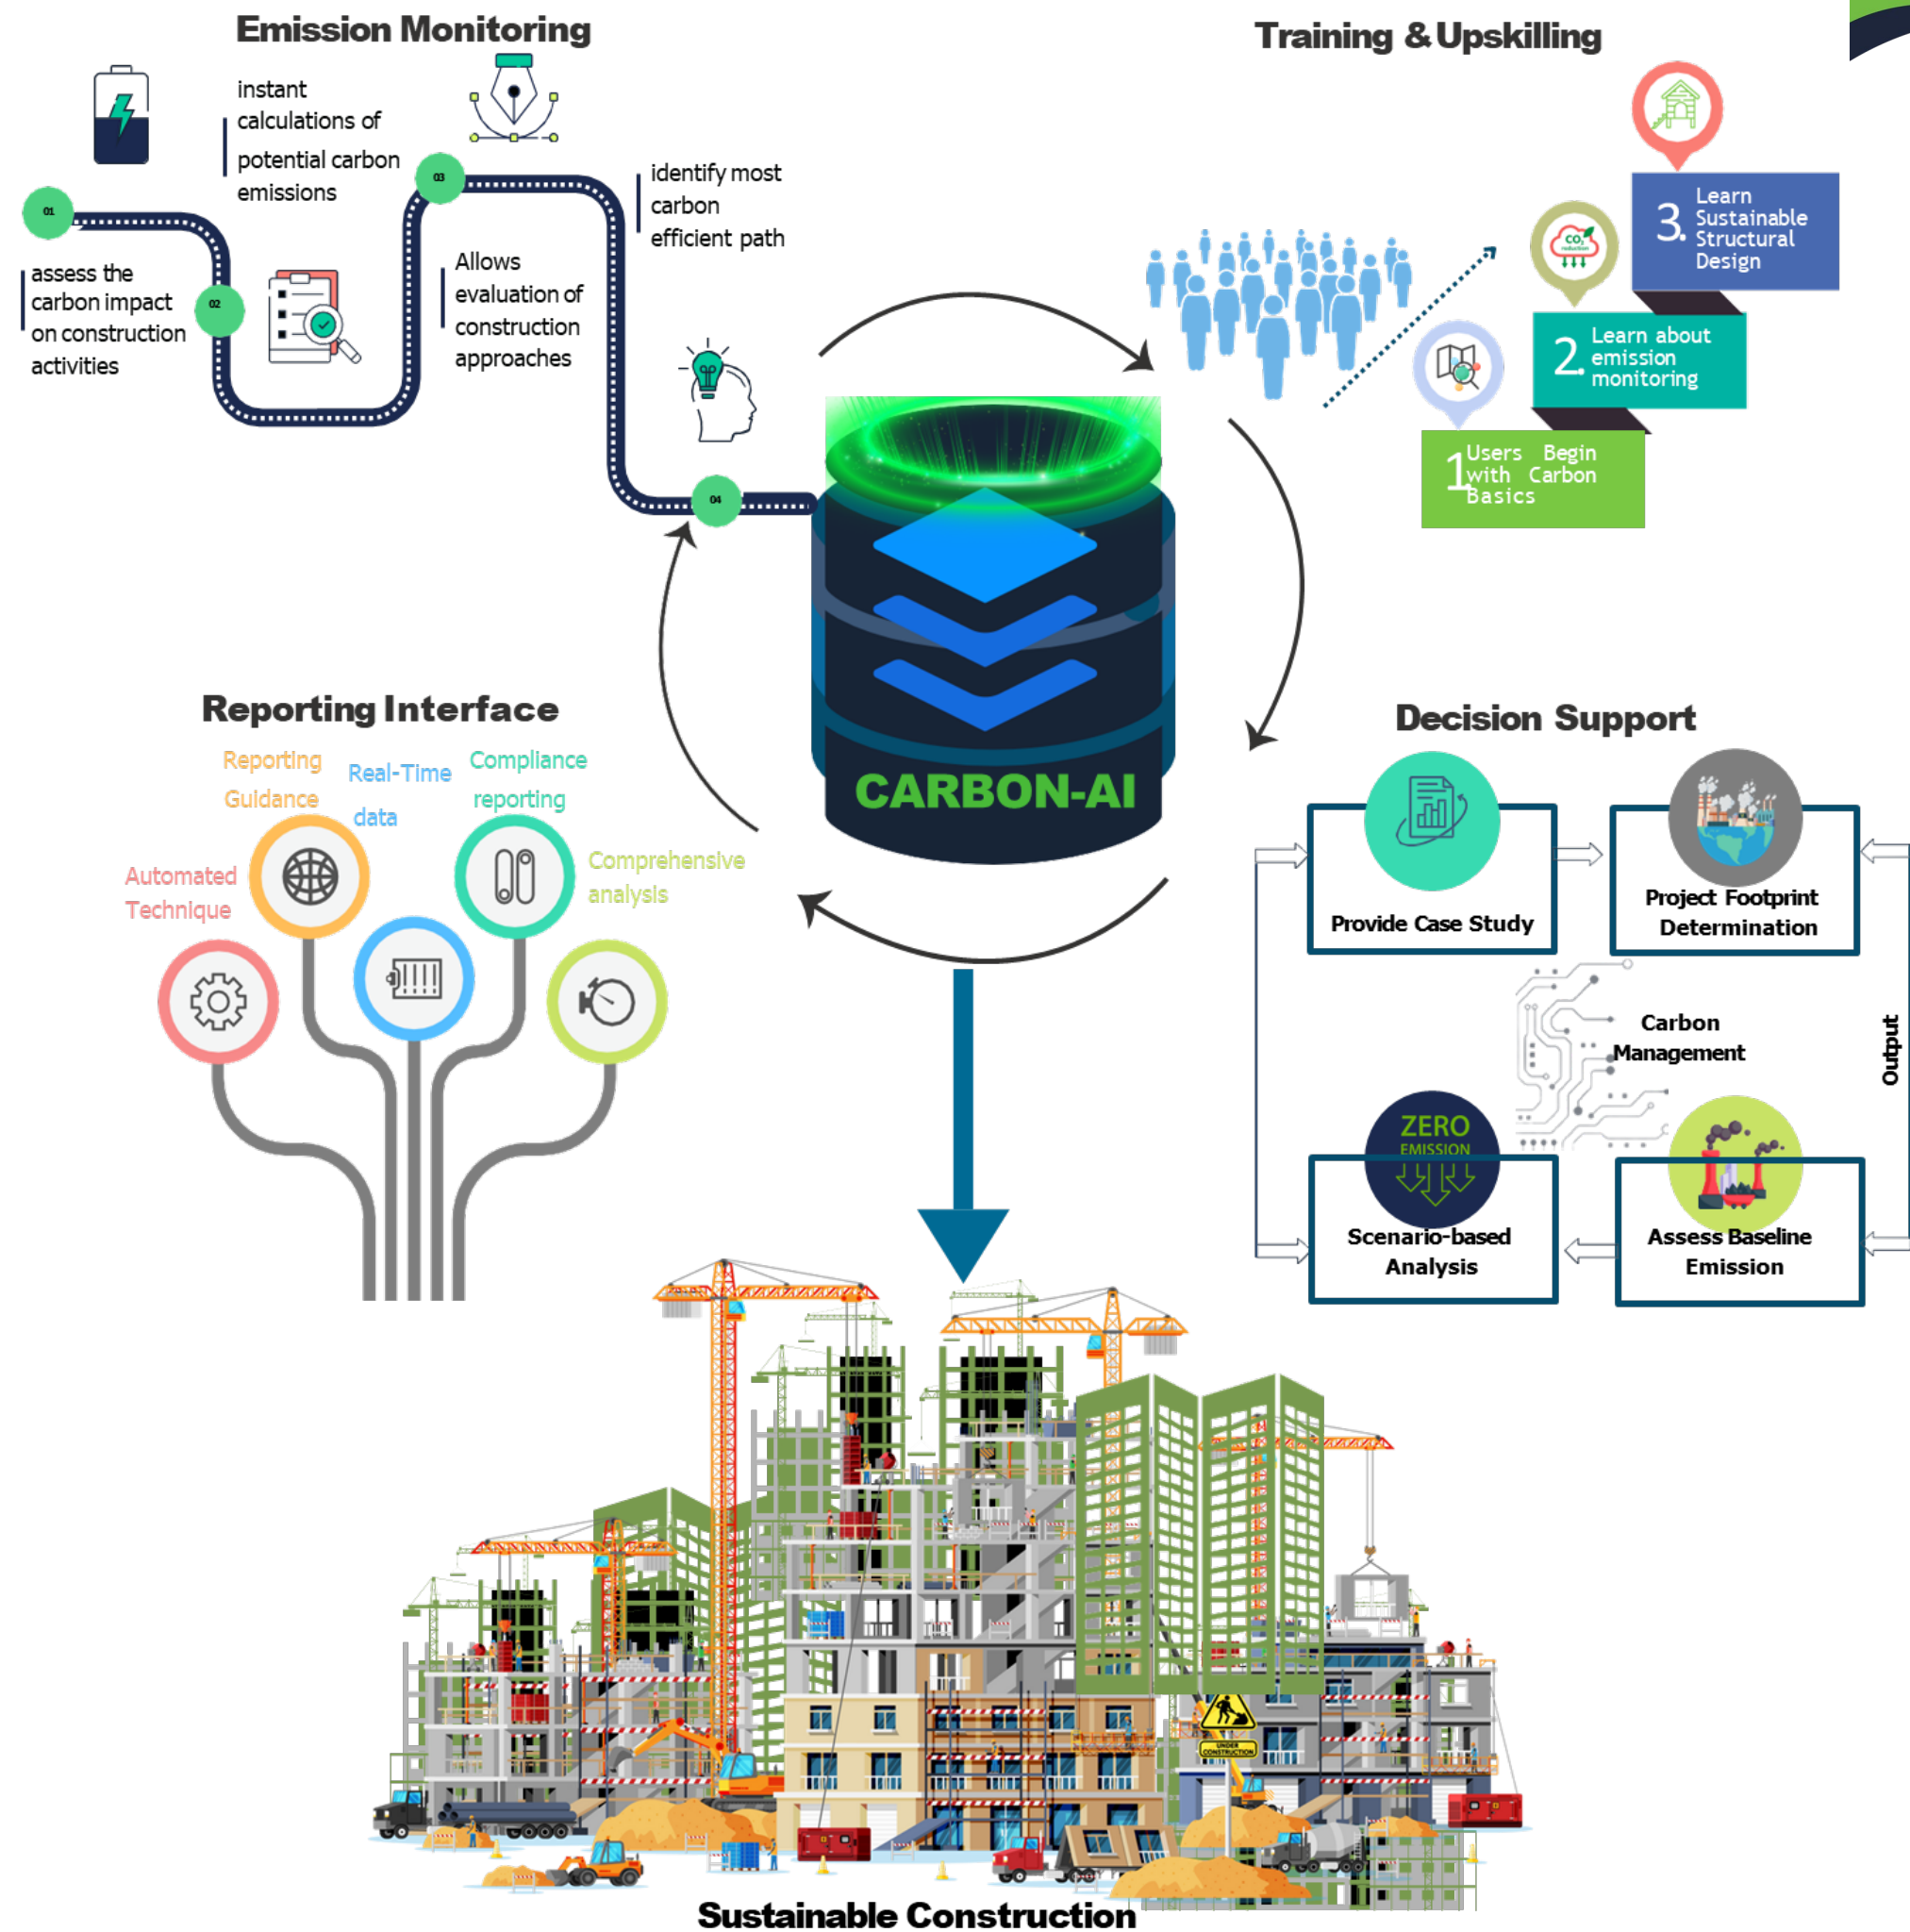 Emission Monitoring
instant
calculations of
potential carbon
emissions
01
assess the
carbon impact
on construction
activities
02
03
Allows
evaluation of
construction
approaches
identify most
carbon
efficient path
04
Training & Upskilling
3.
Learn
Sustainable
Structural
Design
CO₂
reduction
2.
Learn about
emission
monitoring
1.
Users Begin
with Carbon
Basics
CARBON-AI
Reporting Interface
Reporting
Guidance
Real-Time
data
Compliance
reporting
Automated
Technique
Comprehensive
analysis
Decision Support
Provide Case Study
Project Footprint
Determination
Carbon
Management
Output
ZERO
EMISSION
Scenario-based
Analysis
Assess Baseline
Emission
UNDER
CONSTRUCTION
Sustainable Construction